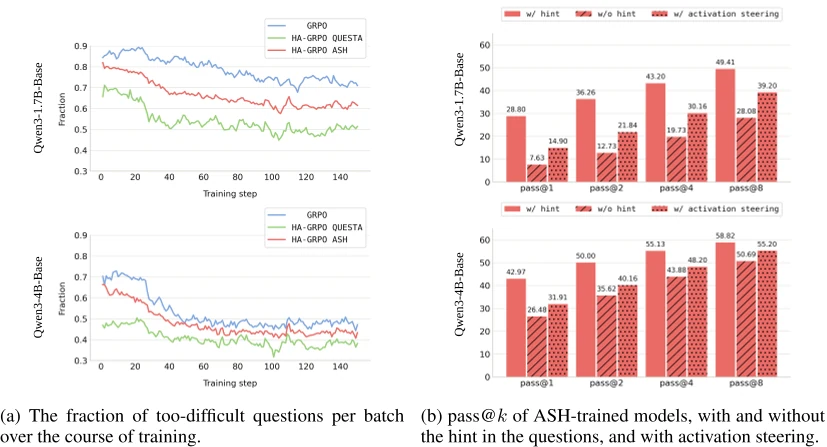 GRPO
HA-GRPO QUESTA
HA-GRPO ASH
Qwen3-1.7B-Base
Fraction
0.9
0.8
0.7
0.6
0.5
0.4
0.3
0 20 40 60 80 100 120 140
Training step
GRPO
HA-GRPO QUESTA
HA-GRPO ASH
Qwen3-4B-Base
Fraction
0.9
0.8
0.7
0.6
0.5
0.4
0.3
0 20 40 60 80 100 120 140
Training step
(a) The fraction of too-difficult questions per batch
over the course of training.
w/ hint w/o hint w/ activation steering
Qwen3-1.7B-Base
60
50
40
30
20
10
0
28.80 7.63 14.90
36.26 12.73 21.84
43.20 19.73 30.16
49.41 28.08 39.20
pass@1 pass@2 pass@4 pass@8
w/ hint w/o hint w/ activation steering
Qwen3-4B-Base
60
50
40
30
20
10
0
42.97 26.48 31.91
50.00 35.62 40.16
55.13 43.88 48.20
58.82 50.69 55.20
pass@1 pass@2 pass@4 pass@8
(b) pass@k of ASH-trained models, with and without
the hint in the questions, and with activation steering.